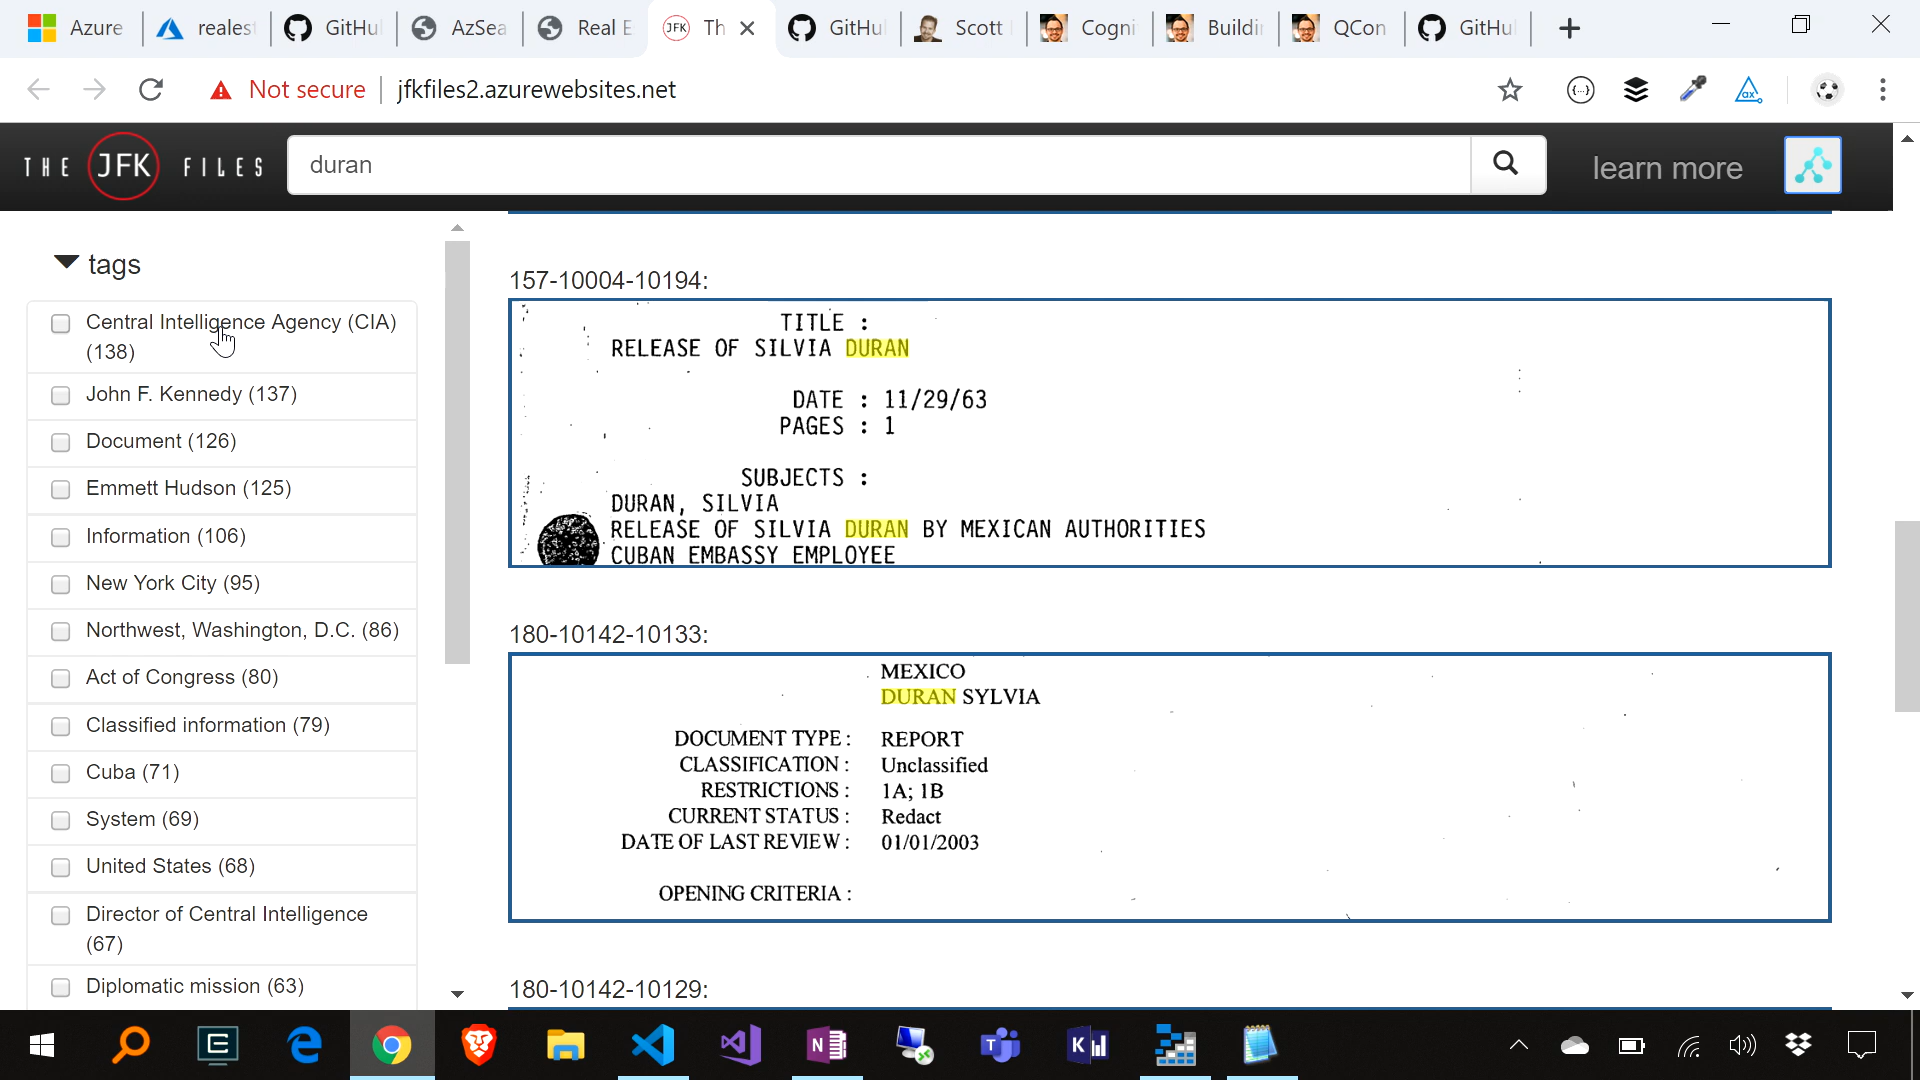 Azure
realest
GitHu
AzSea
Real E
JFK
Th
GitHu
Scott
Cogni
Buildi
QCon
GitHu
Not secure
jfkfiles2.azurewebsites.net
THE JFK FILES
duran
learn more
tags
Central Intelligence Agency (CIA)
(138)
John F. Kennedy (137)
Document (126)
Emmett Hudson (125)
Information (106)
New York City (95)
Northwest, Washington, D.C. (86)
Act of Congress (80)
Classified information (79)
Cuba (71)
System (69)
United States (68)
Director of Central Intelligence
(67)
Diplomatic mission (63)
157-10004-10194:
TITLE :
RELEASE OF SILVIA DURAN
DATE : 11/29/63
PAGES : 1
SUBJECTS :
DURAN, SILVIA
RELEASE OF SILVIA DURAN BY MEXICAN AUTHORITIES
CUBAN EMBASSY EMPLOYEE
180-10142-10133:
MEXICO
DURAN SYLVIA
DOCUMENT TYPE : REPORT
CLASSIFICATION : Unclassified
RESTRICTIONS : 1A; 1B
CURRENT STATUS : Redact
DATE OF LAST REVIEW : 01/01/2003
OPENING CRITERIA :
180-10142-10129: